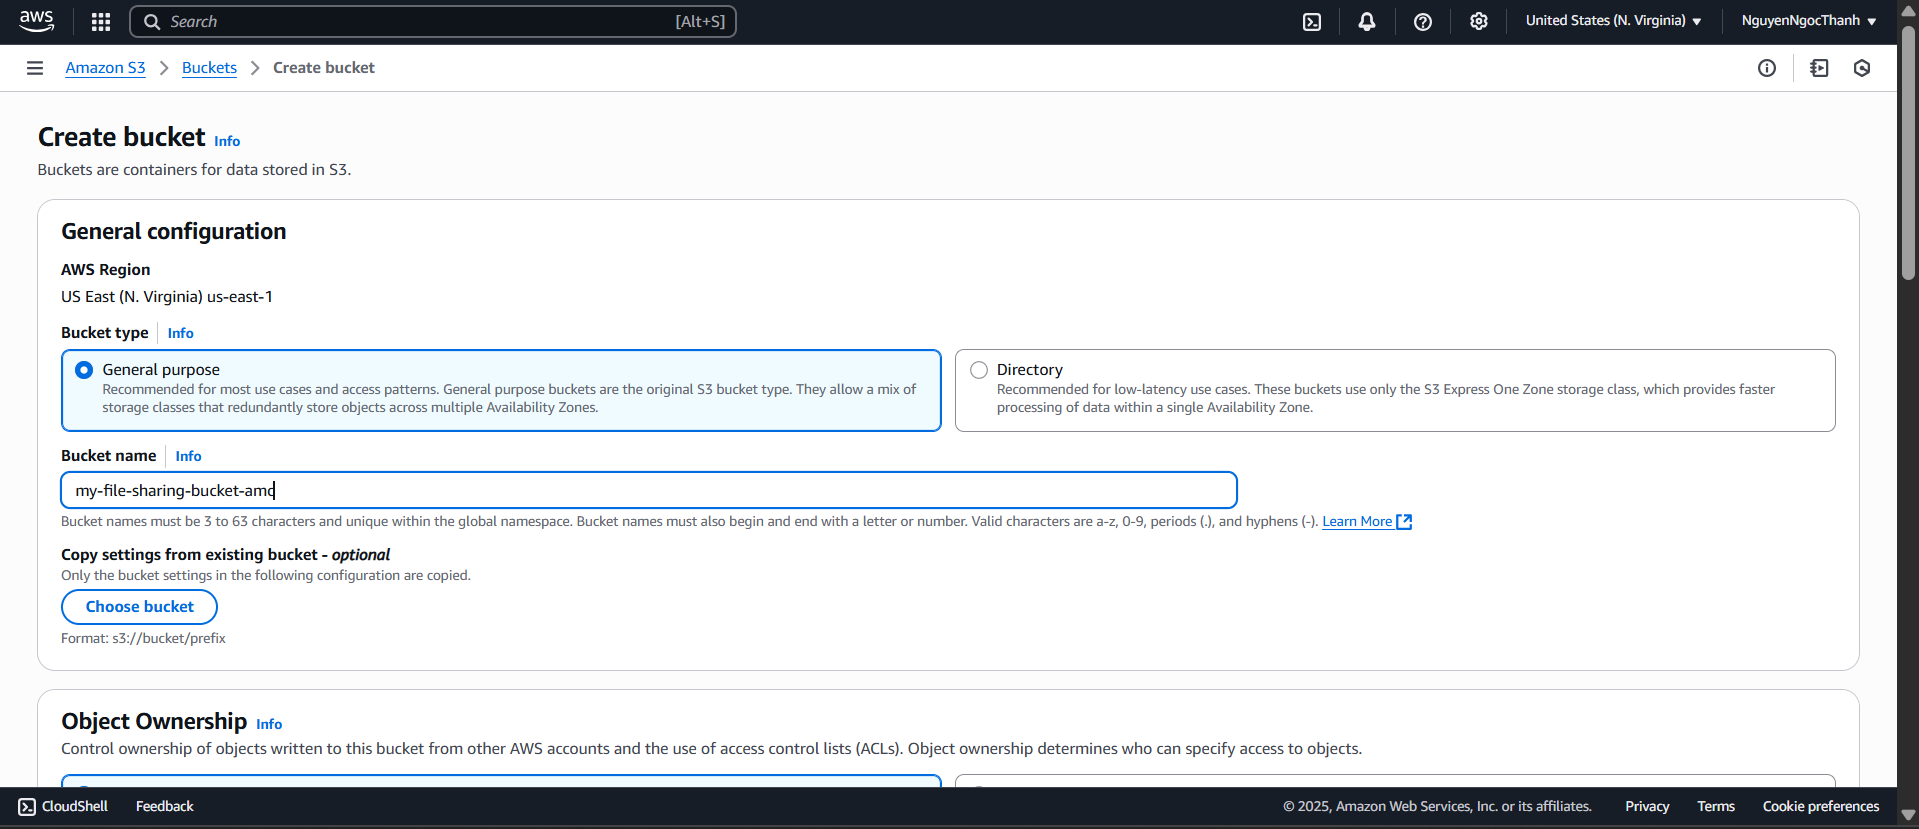 aws
Search [Alt+S] United States (N. Virginia) NguyenNgocThanh
Amazon S3 Buckets Create bucket
Create bucket Info
Buckets are containers for data stored in S3.
General configuration
AWS Region
US East (N. Virginia) us-east-1
Bucket type Info
General purpose
Recommended for most use cases and access patterns. General purpose buckets are the original S3 bucket type. They allow a mix of
storage classes that redundantly store objects across multiple Availability Zones.
Directory
Recommended for low-latency use cases. These buckets use only the S3 Express One Zone storage class, which provides faster
processing of data within a single Availability Zone.
Bucket name Info
my-file-sharing-bucket-amc
Bucket names must be 3 to 63 characters and unique within the global namespace. Bucket names must also begin and end with a letter or number. Valid characters are a-z, 0-9, periods (.), and hyphens (-). Learn More
Copy settings from existing bucket - optional
Only the bucket settings in the following configuration are copied.
Choose bucket
Format: s3://bucket/prefix
Object Ownership Info
Control ownership of objects written to this bucket from other AWS accounts and the use of access control lists (ACLs). Object ownership determines who can specify access to objects.
CloudShell Feedback © 2025, Amazon Web Services, Inc. or its affiliates. Privacy Terms Cookie preferences